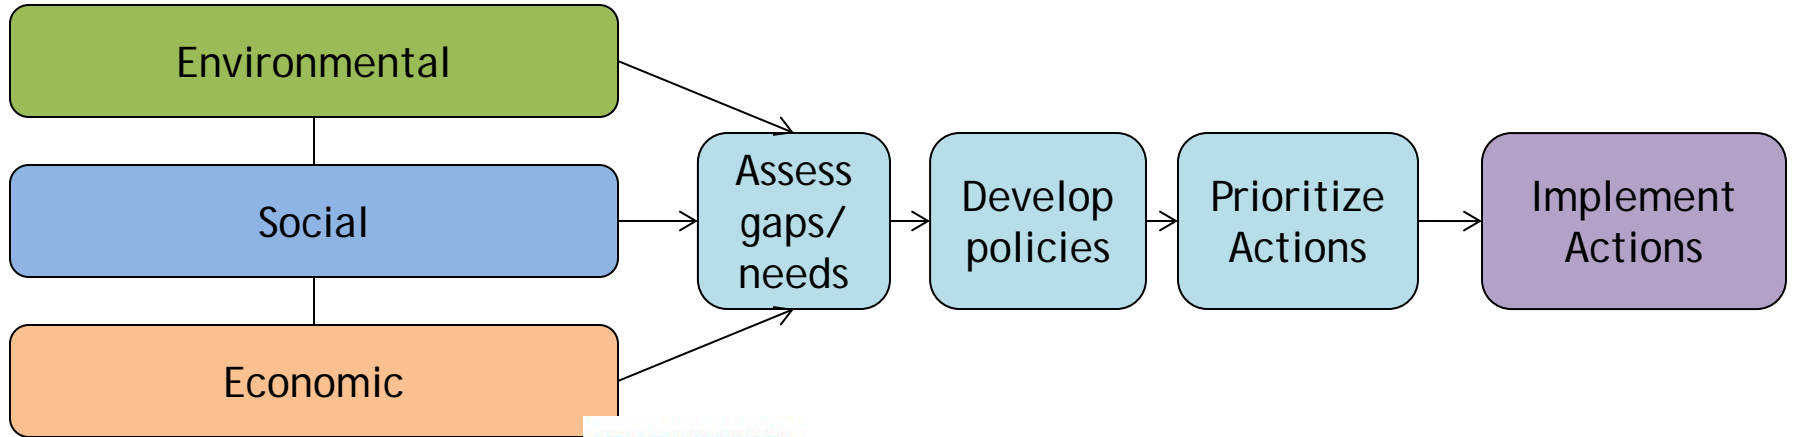 Environmental
Social
Economic
Assess
gaps/
needs
Develop
policies
Prioritize
Actions
Implement
Actions